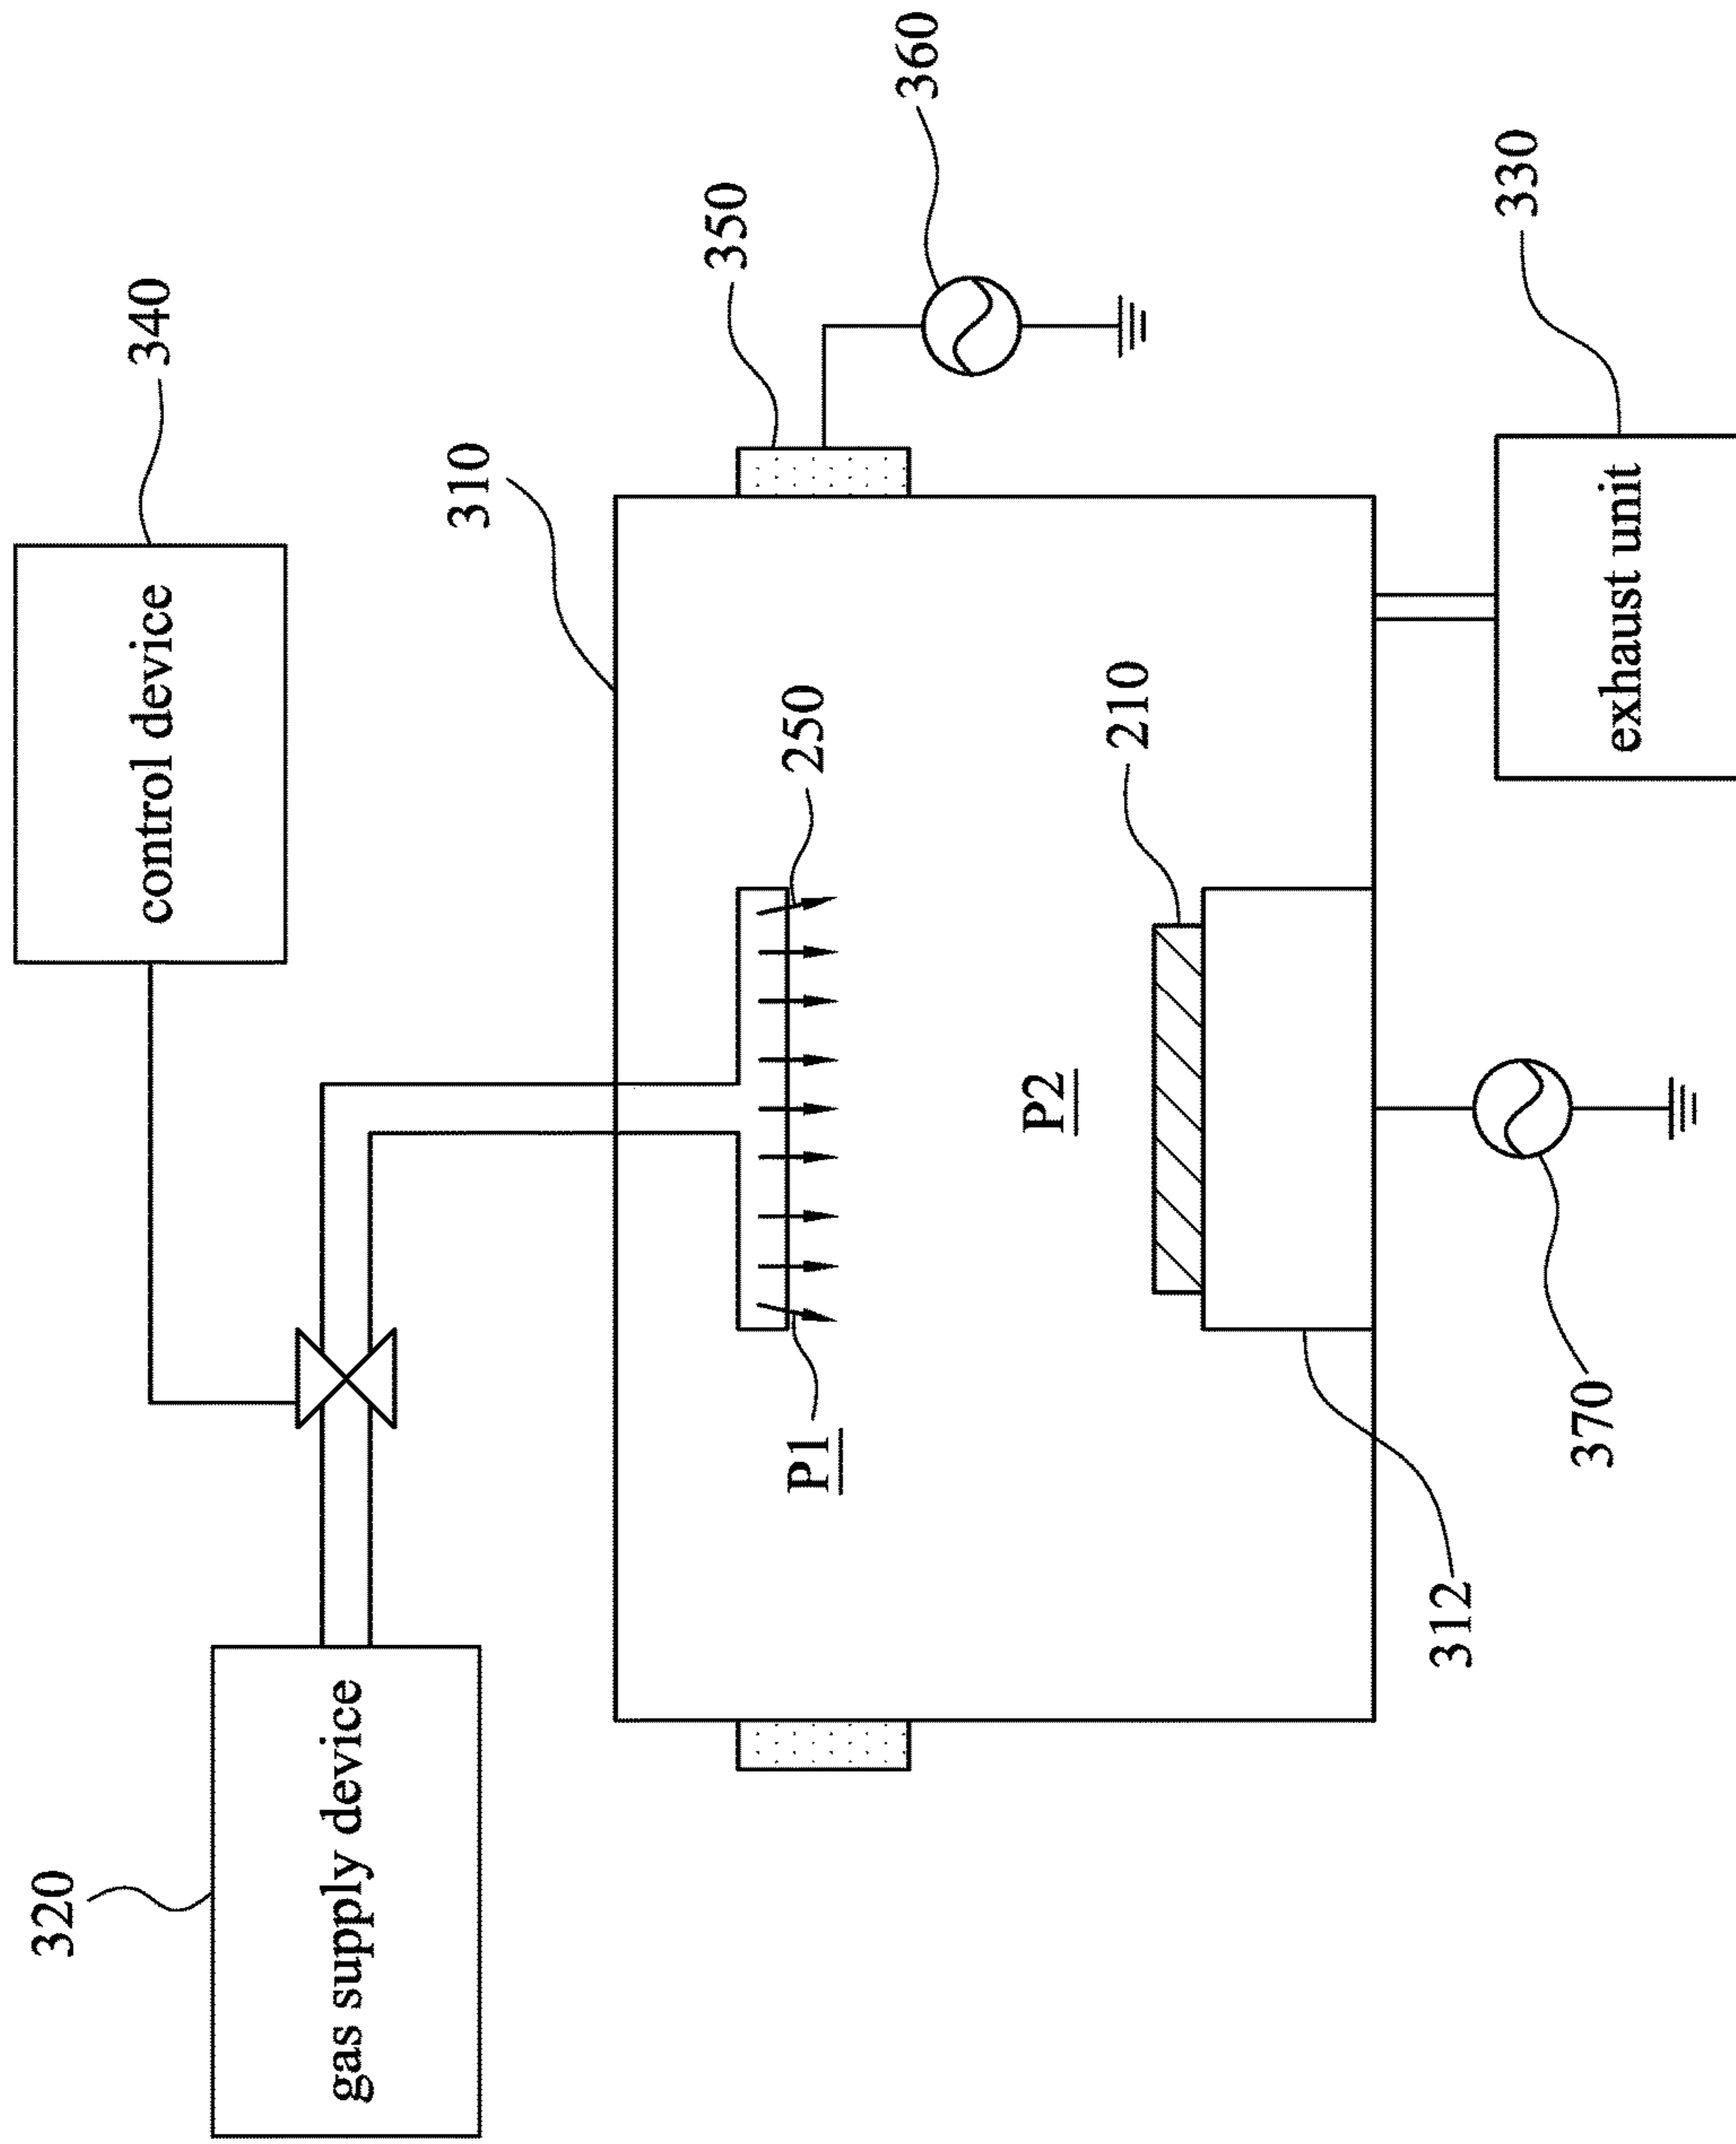 320
gas supply device
340
control device
310
350
360
P1
250
P2
210
312
370
exhaust unit
330